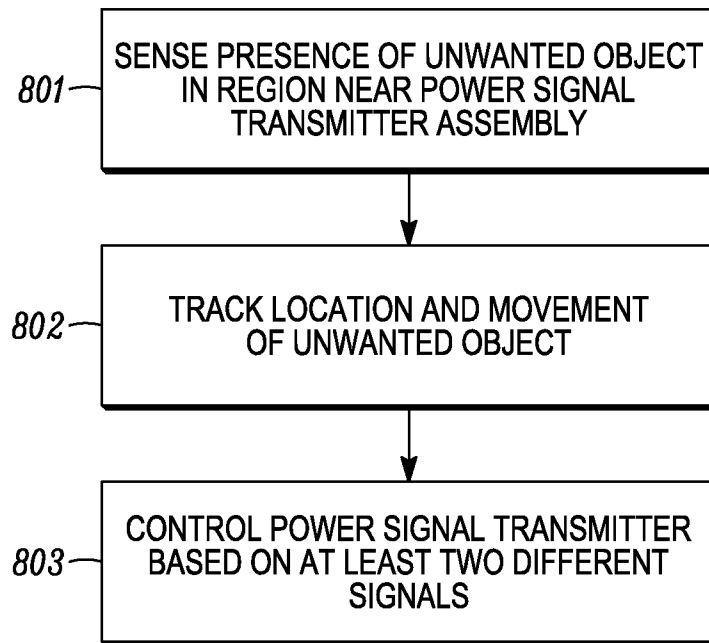 801
SENSE PRESENCE OF UNWANTED OBJECT
IN REGION NEAR POWER SIGNAL
TRANSMITTER ASSEMBLY
802
TRACK LOCATION AND MOVEMENT
OF UNWANTED OBJECT
803
CONTROL POWER SIGNAL TRANSMITTER
BASED ON AT LEAST TWO DIFFERENT
SIGNALS